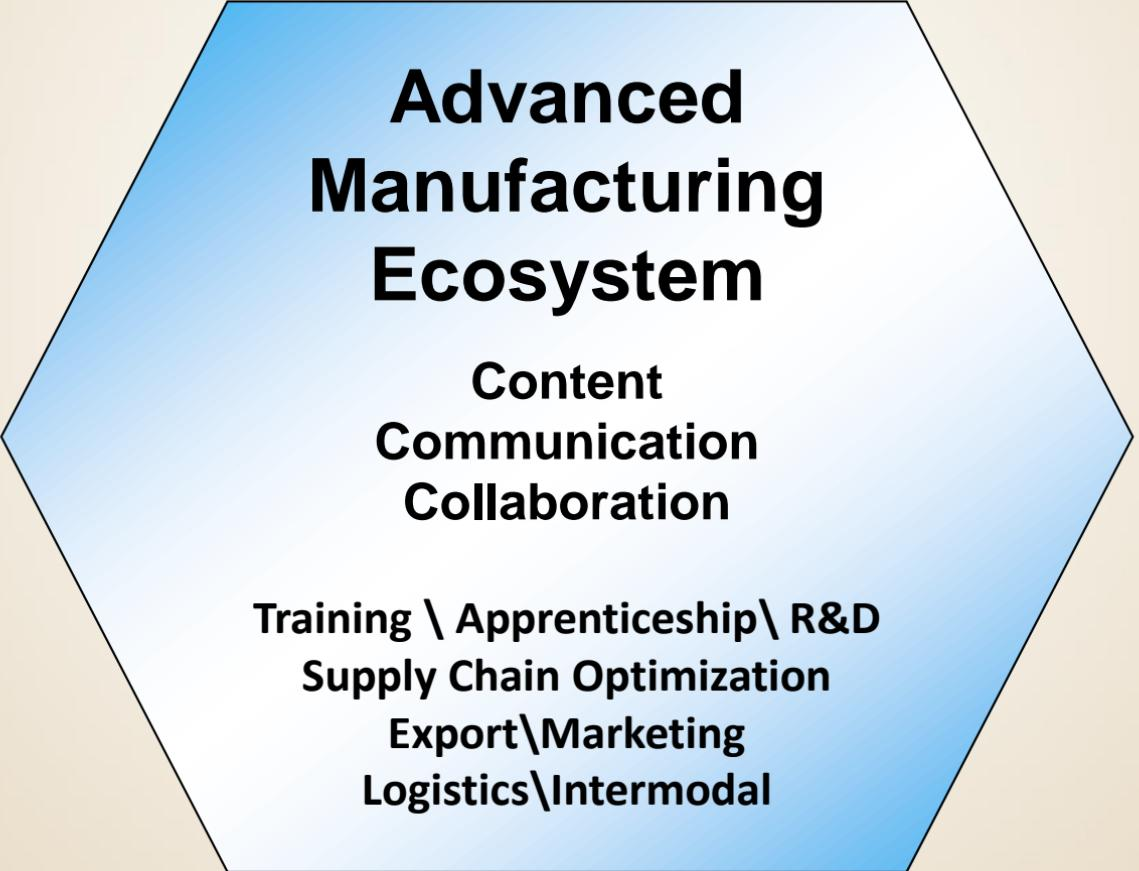 Advanced
Manufacturing
Ecosystem
Content
Communication
Collaboration
Training \ Apprenticeship\ R&D
Supply Chain Optimization
Export\Marketing
Logistics\Intermodal